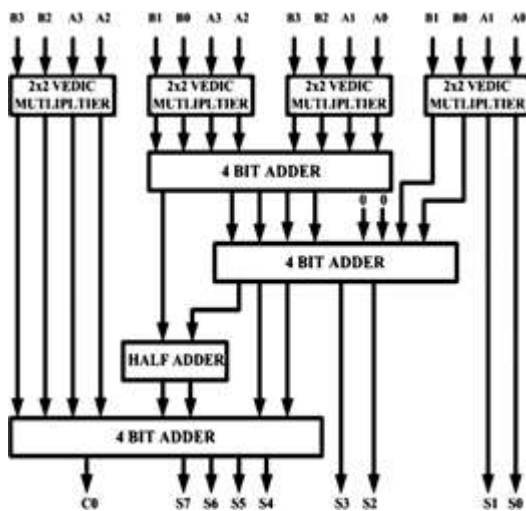 B3 B2 A3 A2 B1 B0 A3 A2 B3 B2 A1 A0 B1 B0 A1 A0
2x2 VEDIC MUTLIPLTIER 2x2 VEDIC MUTLIPLTIER 2x2 VEDIC MUTLIPLTIER 2x2 VEDIC MUTLIPLTIER
4 BIT ADDER
0 0
4 BIT ADDER
HALF ADDER
4 BIT ADDER
C0 S7 S6 S5 S4 S3 S2 S1 S0